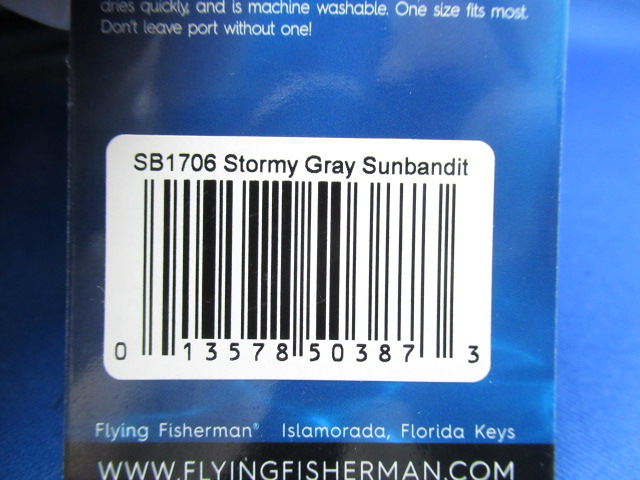 dries quickly, and is machine washable. One size fits most.
Don't leave port without one!
SB1706 Stormy Gray Sunbandit
0 13578 50387 3
Flying Fisherman® Islamorada, Florida Keys
WWW.FLYINGFISHERMAN.COM